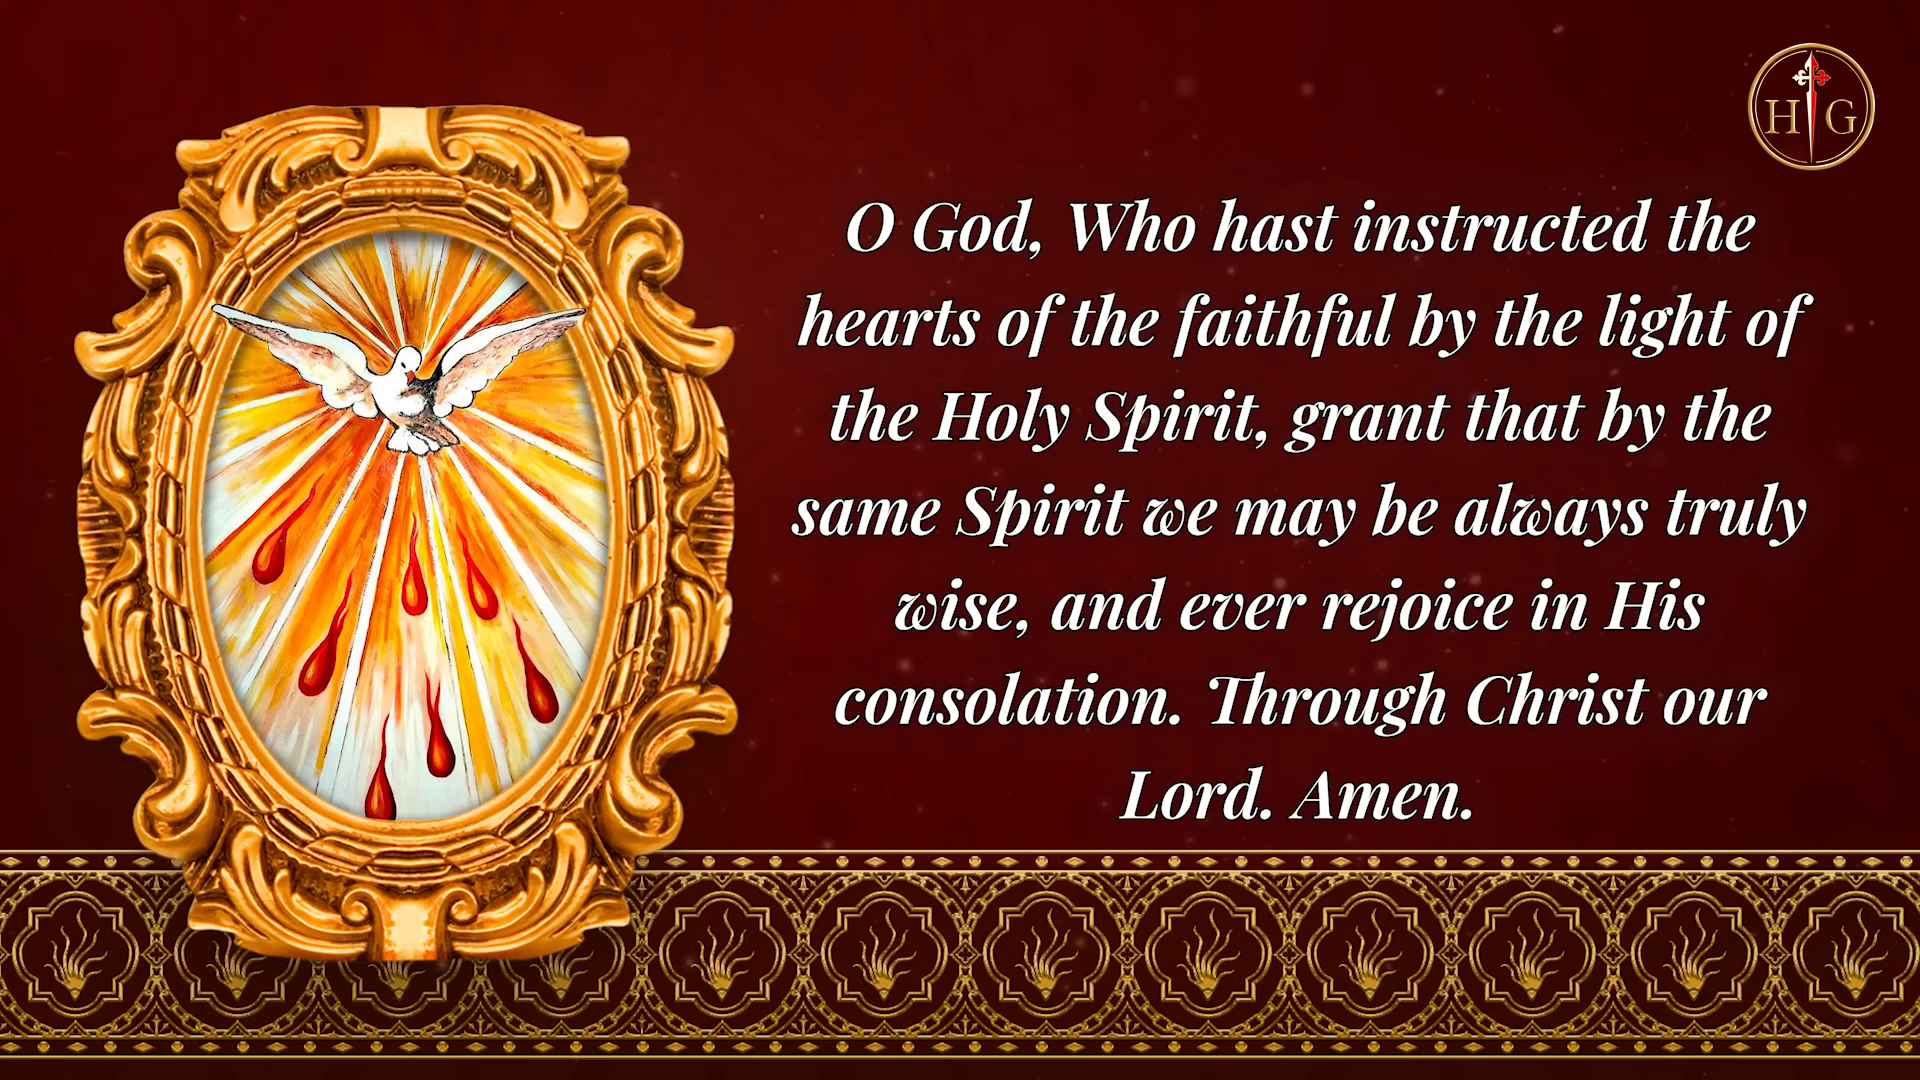 H G
O God, Who hast instructed the
hearts of the faithful by the light of
the Holy Spirit, grant that by the
same Spirit we may be always truly
wise, and ever rejoice in His
consolation. Through Christ our
Lord. Amen.